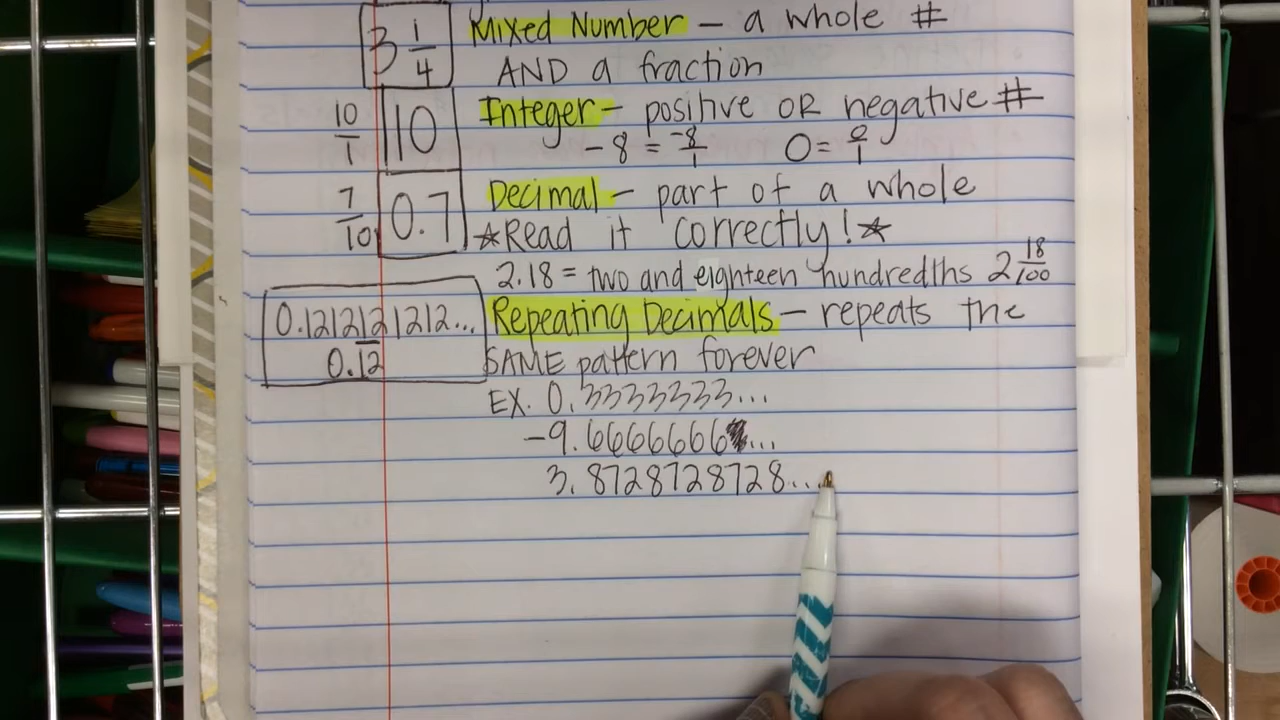 3 1/4 Mixed Number – a whole #
AND a fraction
10/1 10 Integer – positive OR negative #
-8 = -8/1 0 = 0/1
7/10 0.7 Decimal – part of a whole
☆Read it correctly!☆
2.18 = two and eighteen hundredths 2 18/100
0.1212121212... Repeating Decimals – repeats the
0.1̅2̅ SAME pattern forever
EX. 0.3333333...
-9.6666666...
3.8728728728...